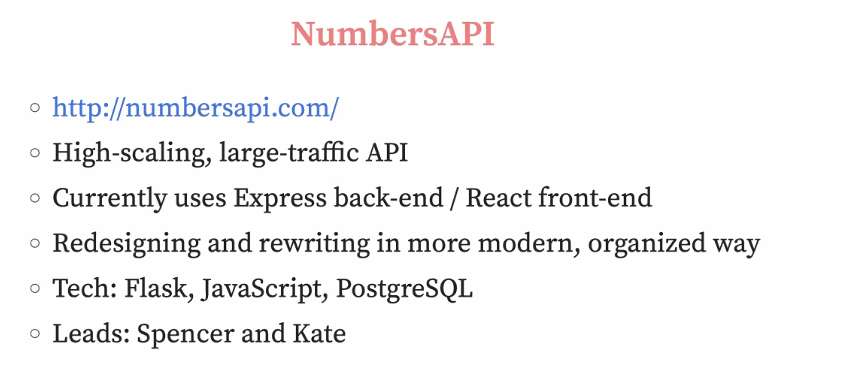 NumbersAPI
http://numbersapi.com/
High-scaling, large-traffic API
Currently uses Express back-end / React front-end
Redesigning and rewriting in more modern, organized way
Tech: Flask, JavaScript, PostgreSQL
Leads: Spencer and Kate